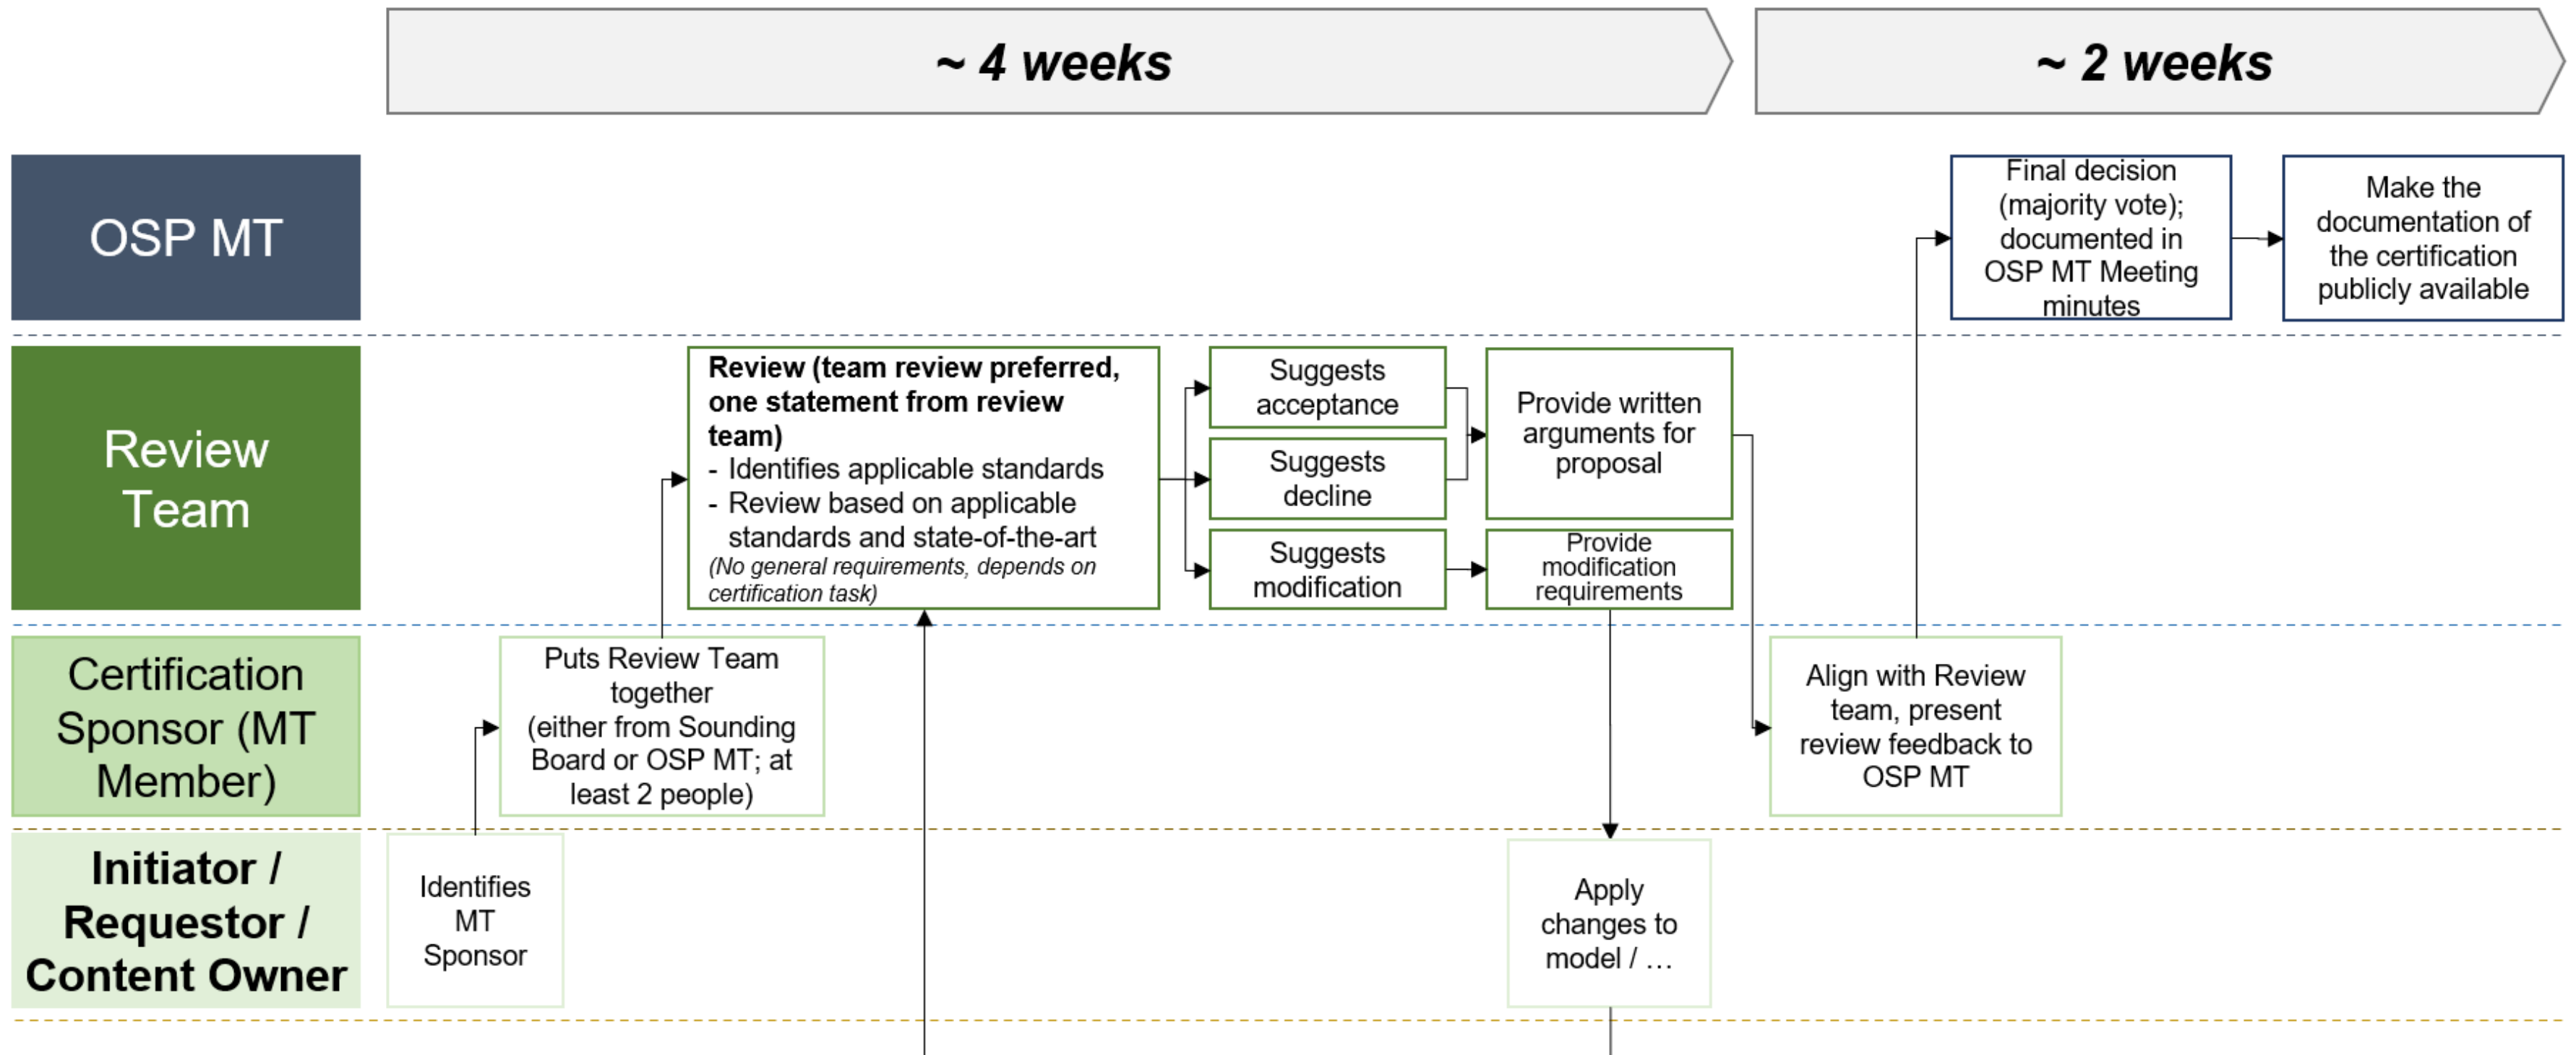 ~ 4 weeks
~ 2 weeks
OSP MT
Final decision
(majority vote);
documented in
OSP MT Meeting
minutes
Make the
documentation of
the certification
publicly available
Review
Team
Review (team review preferred,
one statement from review
team)
- Identifies applicable standards
- Review based on applicable
standards and state-of-the-art
(No general requirements, depends on
certification task)
Suggests
acceptance
Suggests
decline
Suggests
modification
Provide written
arguments for
proposal
Provide
modification
requirements
Certification
Sponsor (MT
Member)
Puts Review Team
together
(either from Sounding
Board or OSP MT; at
least 2 people)
Align with Review
team, present
review feedback to
OSP MT
Initiator /
Requestor /
Content Owner
Identifies
MT
Sponsor
Apply
changes to
model / …